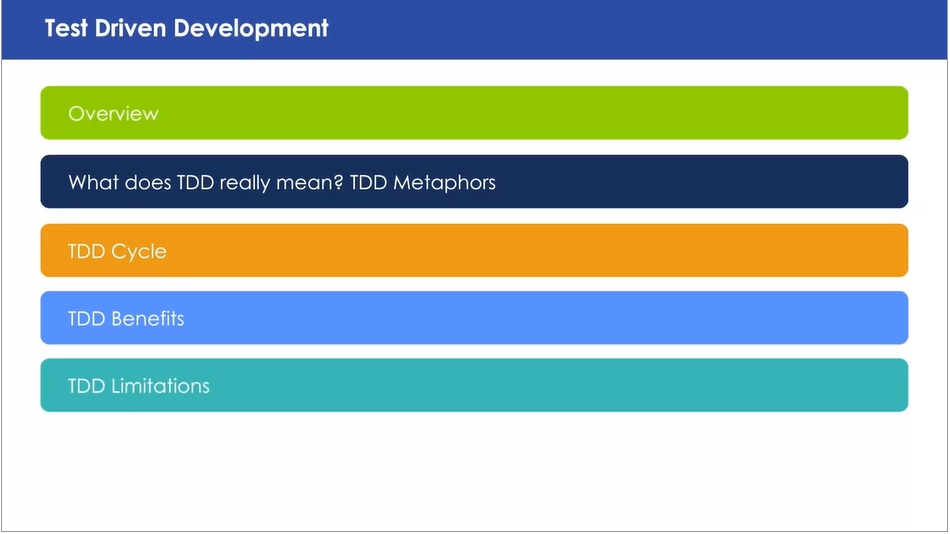 Test Driven Development
Overview
What does TDD really mean? TDD Metaphors
TDD Cycle
TDD Benefits
TDD Limitations